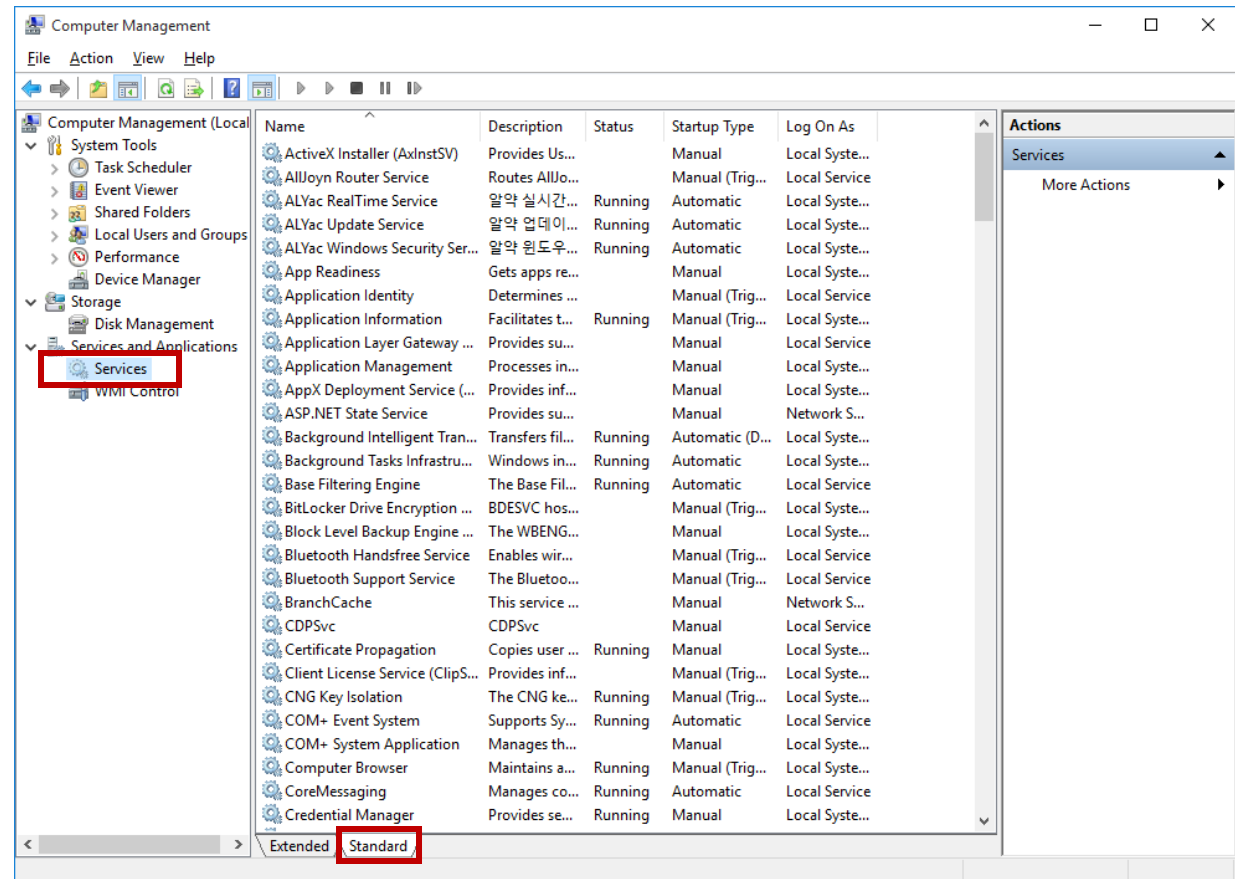 Computer Management
File Action View Help
Computer Management (Local
System Tools
Task Scheduler
Event Viewer
Shared Folders
Local Users and Groups
Performance
Device Manager
Storage
Disk Management
Services and Applications
Services
WMI Control
Name Description Status Startup Type Log On As
ActiveX Installer (AxInstSV) Provides Us... Manual Local Syste...
AllJoyn Router Service Routes AllJo... Manual (Trig... Local Service
ALYac RealTime Service 알약 실시간... Running Automatic Local Syste...
ALYac Update Service 알약 업데이... Running Automatic Local Syste...
ALYac Windows Security Ser... 알약 윈도우... Running Automatic Local Syste...
App Readiness Gets apps re... Manual Local Syste...
Application Identity Determines ... Manual (Trig... Local Service
Application Information Facilitates t... Running Manual (Trig... Local Syste...
Application Layer Gateway ... Provides su... Manual Local Service
Application Management Processes in... Manual Local Syste...
AppX Deployment Service (... Provides inf... Manual Local Syste...
ASP.NET State Service Provides su... Manual Network S...
Background Intelligent Tran... Transfers fil... Running Automatic (D... Local Syste...
Background Tasks Infrastru... Windows in... Running Automatic Local Syste...
Base Filtering Engine The Base Fil... Running Automatic Local Service
BitLocker Drive Encryption ... BDESVC hos... Manual (Trig... Local Syste...
Block Level Backup Engine ... The WBENG... Manual Local Syste...
Bluetooth Handsfree Service Enables wir... Manual (Trig... Local Service
Bluetooth Support Service The Bluetoo... Manual (Trig... Local Service
BranchCache This service ... Manual Network S...
CDPSvc CDPSvc Manual Local Service
Certificate Propagation Copies user ... Running Manual Local Syste...
Client License Service (ClipS... Provides inf... Manual (Trig... Local Syste...
CNG Key Isolation The CNG ke... Running Manual (Trig... Local Syste...
COM+ Event System Supports Sy... Running Automatic Local Service
COM+ System Application Manages th... Manual Local Syste...
Computer Browser Maintains a... Running Manual (Trig... Local Syste...
CoreMessaging Manages co... Running Automatic Local Service
Credential Manager Provides se... Running Manual Local Syste...
Extended Standard
Actions
Services
More Actions